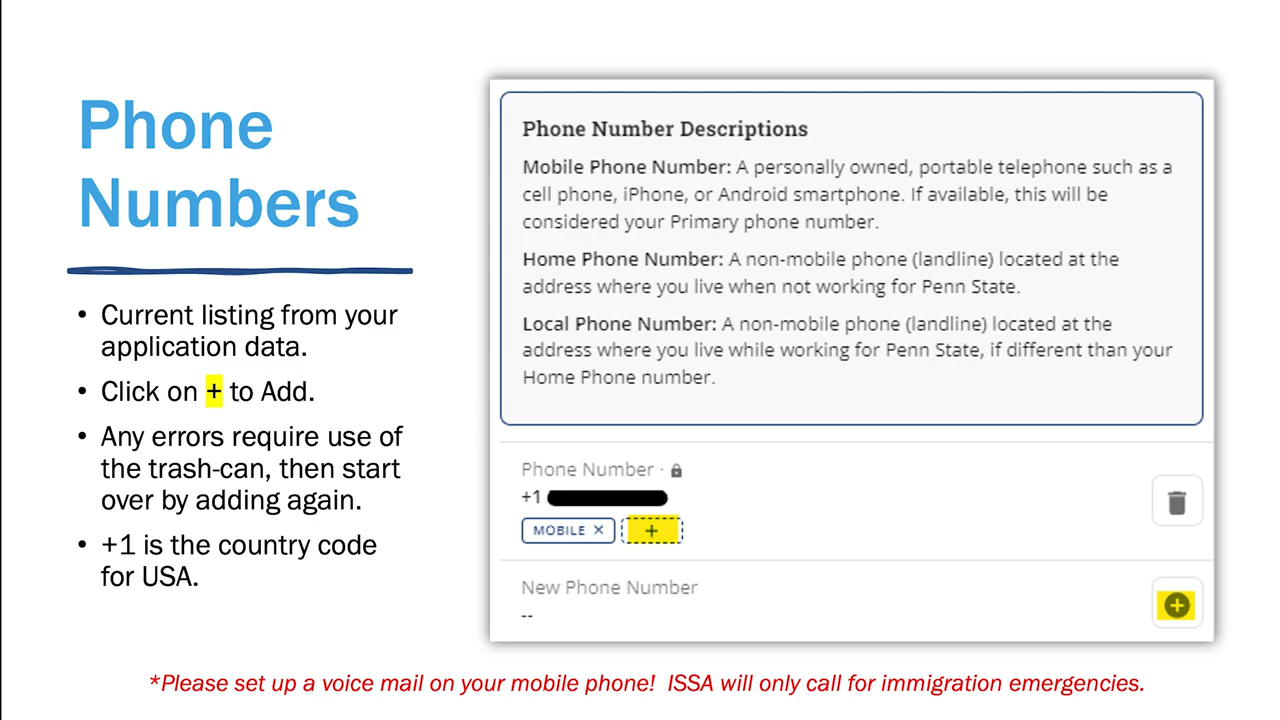 Phone
Numbers
• Current listing from your
application data.
• Click on + to Add.
• Any errors require use of
the trash-can, then start
over by adding again.
• +1 is the country code
for USA.
Phone Number Descriptions
Mobile Phone Number: A personally owned, portable telephone such as a
cell phone, iPhone, or Android smartphone. If available, this will be
considered your Primary phone number.
Home Phone Number: A non-mobile phone (landline) located at the
address where you live when not working for Penn State.
Local Phone Number: A non-mobile phone (landline) located at the
address where you live while working for Penn State, if different than your
Home Phone number.
Phone Number ·
+1
MOBILE × +
New Phone Number
--
*Please set up a voice mail on your mobile phone! ISSA will only call for immigration emergencies.